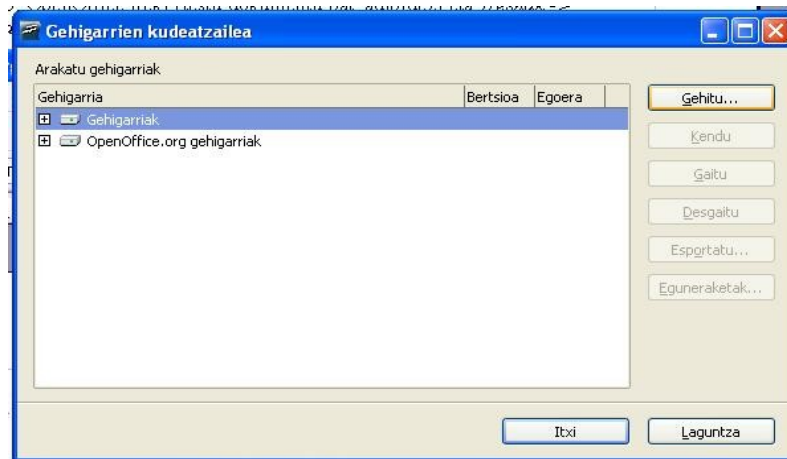 Gehigarrien kudeatzailea
Arakatu gehigarriak
Gehigarria Bertsioa Egoera
Gehigarriak
OpenOffice.org gehigarriak
Gehitu...
Kendu
Gaitu
Desgaitu
Esportatu...
Eguneraketak...
Itxi Laguntza